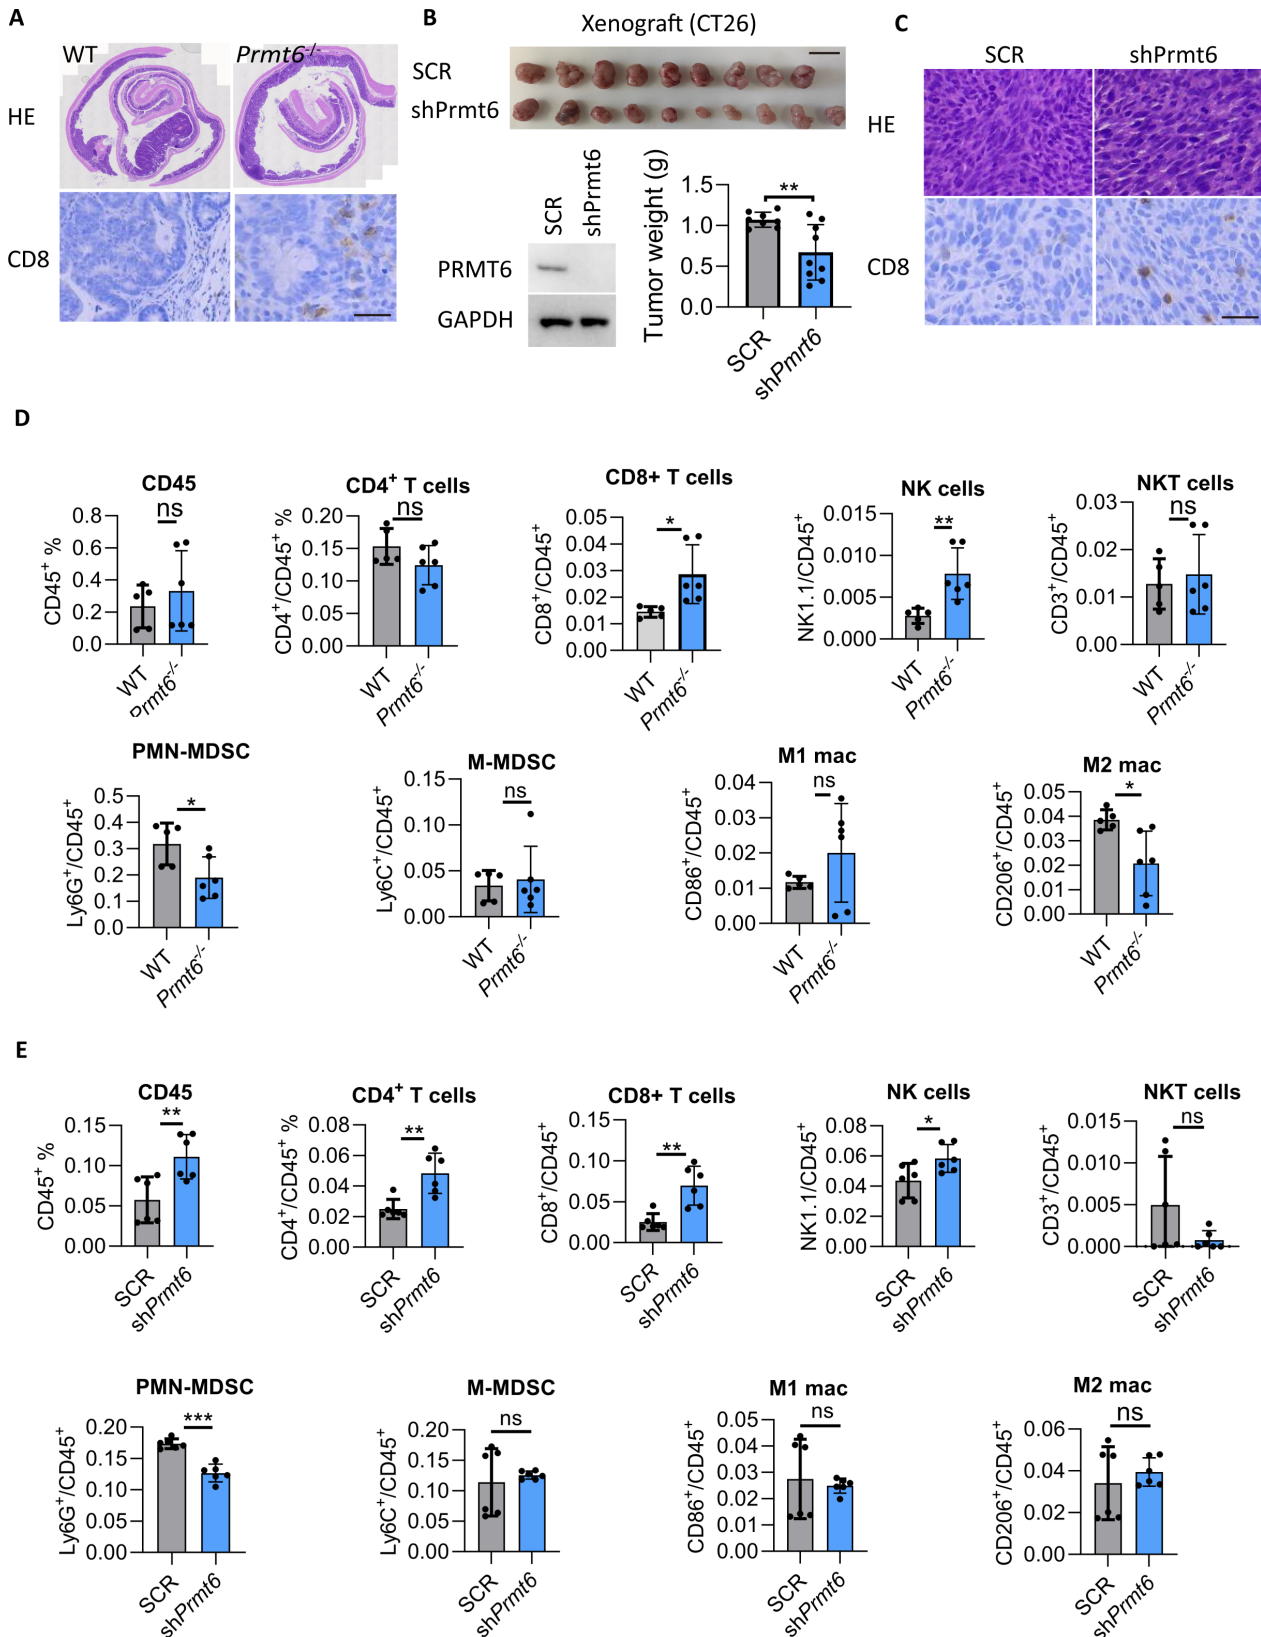 A
WT
Prmt6-/-
HE
CD8
B
Xenograft (CT26)
SCR
shPrmt6
SCR
shPrmt6
PRMT6
GAPDH
Tumor weight (g)
1.5
1.0
0.5
0.0
**
SCR
shPmrt6
C
SCR
shPrmt6
HE
CD8
D
CD45
ns
CD45+ %
0.8
0.6
0.4
0.2
0.0
WT
Prmt6-/-
CD4+ T cells
ns
CD4+/CD45+ %
0.20
0.15
0.10
0.05
0.00
WT
Prmt6-/-
CD8+ T cells
*
CD8+/CD45+
0.05
0.04
0.03
0.02
0.01
0.00
WT
Prmt6-/-
NK cells
**
NK1.1/CD45+
0.015
0.010
0.005
0.000
WT
Prmt6-/-
NKT cells
ns
CD3+/CD45+
0.03
0.02
0.01
0.00
WT
Prmt6-/-
PMN-MDSC
*
Ly6G+/CD45+
0.5
0.4
0.3
0.2
0.1
0.0
WT
Prmt6-/-
M-MDSC
ns
Ly6C+/CD45+
0.15
0.10
0.05
0.00
WT
Prmt6-/-
M1 mac
ns
CD86+/CD45+
0.04
0.03
0.02
0.01
0.00
WT
Prmt6-/-
M2 mac
*
CD206+/CD45+
0.05
0.04
0.03
0.02
0.01
0.00
WT
Prmt6-/-
E
CD45
**
CD45+ %
0.15
0.10
0.05
0.00
SCR
shPrmt6
CD4+ T cells
**
CD4+/CD45+ %
0.08
0.06
0.04
0.02
0.00
SCR
shPrmt6
CD8+ T cells
**
CD8+/CD45+
0.15
0.10
0.05
0.00
SCR
shPrmt6
NK cells
*
NK1.1/CD45+
0.08
0.06
0.04
0.02
0.00
SCR
shPrmt6
NKT cells
ns
CD3+/CD45+
0.015
0.010
0.005
0.000
SCR
shPrmt6
PMN-MDSC
***
Ly6G+/CD45+
0.20
0.15
0.10
0.05
0.00
SCR
shPrmt6
M-MDSC
ns
Ly6C+/CD45+
0.20
0.15
0.10
0.05
0.00
SCR
shPrmt6
M1 mac
ns
CD86+/CD45+
0.05
0.04
0.03
0.02
0.01
0.00
SCR
shPrmt6
M2 mac
ns
CD206+/CD45+
0.06
0.04
0.02
0.00
SCR
shPrmt6